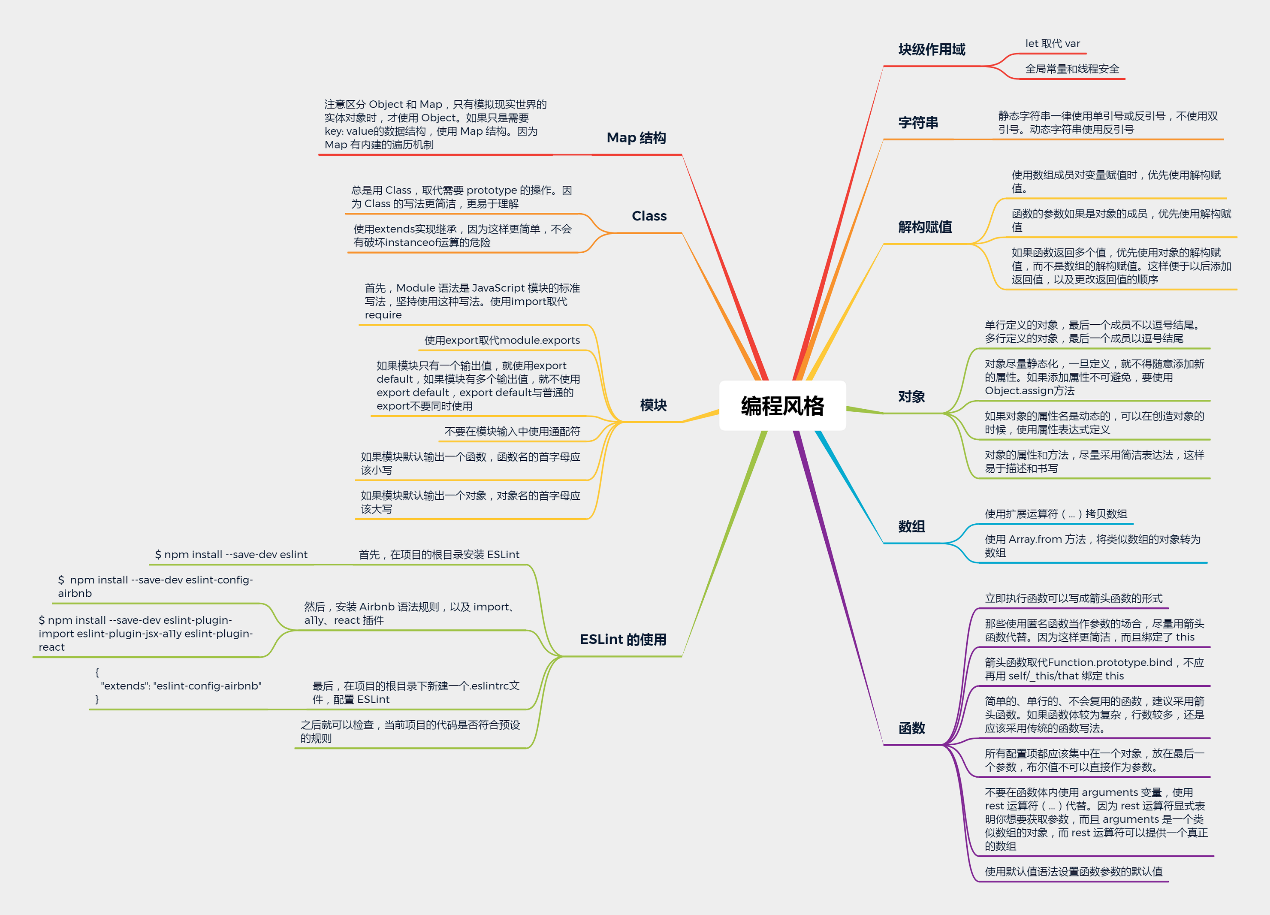 编程风格
块级作用域
let 取代 var
全局常量和线程安全
字符串
静态字符串一律使用单引号或反引号，不使用双
引号。动态字符串使用反引号
解构赋值
使用数组成员对变量赋值时，优先使用解构赋
值。
函数的参数如果是对象的成员，优先使用解构赋
值
如果函数返回多个值，优先使用对象的解构赋
值，而不是数组的解构赋值。这样便于以后添加
返回值，以及更改返回值的顺序
对象
单行定义的对象，最后一个成员不以逗号结尾。
多行定义的对象，最后一个成员以逗号结尾
对象尽量静态化，一旦定义，就不得随意添加新
的属性。如果添加属性不可避免，要使用
Object.assign方法
如果对象的属性名是动态的，可以在创造对象的
时候，使用属性表达式定义
对象的属性和方法，尽量采用简洁表达法，这样
易于描述和书写
数组
使用扩展运算符（...）拷贝数组
使用 Array.from 方法，将类似数组的对象转为
数组
函数
立即执行函数可以写成箭头函数的形式
那些使用匿名函数当作参数的场合，尽量用箭头
函数代替。因为这样更简洁，而且绑定了 this
箭头函数取代Function.prototype.bind，不应
再用 self/_this/that 绑定 this
简单的、单行的、不会复用的函数，建议采用箭
头函数。如果函数体较为复杂，行数较多，还是
应该采用传统的函数写法。
所有配置项都应该集中在一个对象，放在最后一
个参数，布尔值不可以直接作为参数。
不要在函数体内使用 arguments 变量，使用
rest 运算符（...）代替。因为 rest 运算符显式表
明你想要获取参数，而且 arguments 是一个类
似数组的对象，而 rest 运算符可以提供一个真正
的数组
使用默认值语法设置函数参数的默认值
Map 结构
注意区分 Object 和 Map，只有模拟现实世界的
实体对象时，才使用 Object。如果只是需要
key: value的数据结构，使用 Map 结构。因为
Map 有内建的遍历机制
Class
总是用 Class，取代需要 prototype 的操作。因
为 Class 的写法更简洁，更易于理解
使用extends实现继承，因为这样更简单，不会
有破坏instanceof运算的危险
模块
首先，Module 语法是 JavaScript 模块的标准
写法，坚持使用这种写法。使用import取代
require
使用export取代module.exports
如果模块只有一个输出值，就使用export
default，如果模块有多个输出值，就不使用
export default，export default与普通的
export不要同时使用
不要在模块输入中使用通配符
如果模块默认输出一个函数，函数名的首字母应
该小写
如果模块默认输出一个对象，对象名的首字母应
该大写
ESLint 的使用
首先，在项目的根目录安装 ESLint
$ npm install --save-dev eslint
然后，安装 Airbnb 语法规则，以及 import、
a11y、react 插件
$ npm install --save-dev eslint-config-
airbnb
$ npm install --save-dev eslint-plugin-
import eslint-plugin-jsx-a11y eslint-plugin-
react
最后，在项目的根目录下新建一个.eslintrc文
件，配置 ESLint
{
"extends": "eslint-config-airbnb"
}
之后就可以检查，当前项目的代码是否符合预设
的规则